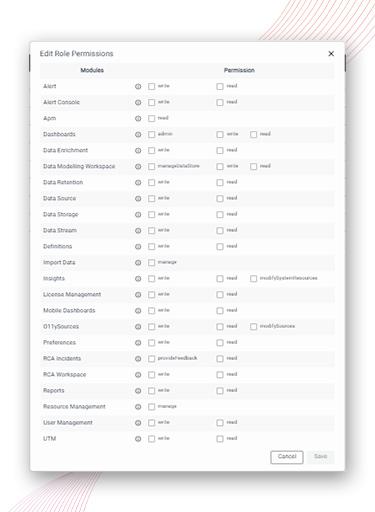 Edit Role Permissions ×
Modules Permission
Alert write read
Alert Console write read
Apm read
Dashboards admin write read
Data Enrichment write read
Data Modelling Workspace manageDataStore write read
Data Retention write read
Data Source write read
Data Storage write read
Data Stream write read
Definitions write read
Import Data manage
Insights write read modifySystemResources
License Management write read
Mobile Dashboards write read
O11ySources write read modifySources
Preferences write read
RCA Incidents provideFeedback read
RCA Workspace write read
Reports write read
Resource Management manage
User Management write read
UTM write read
Cancel Save